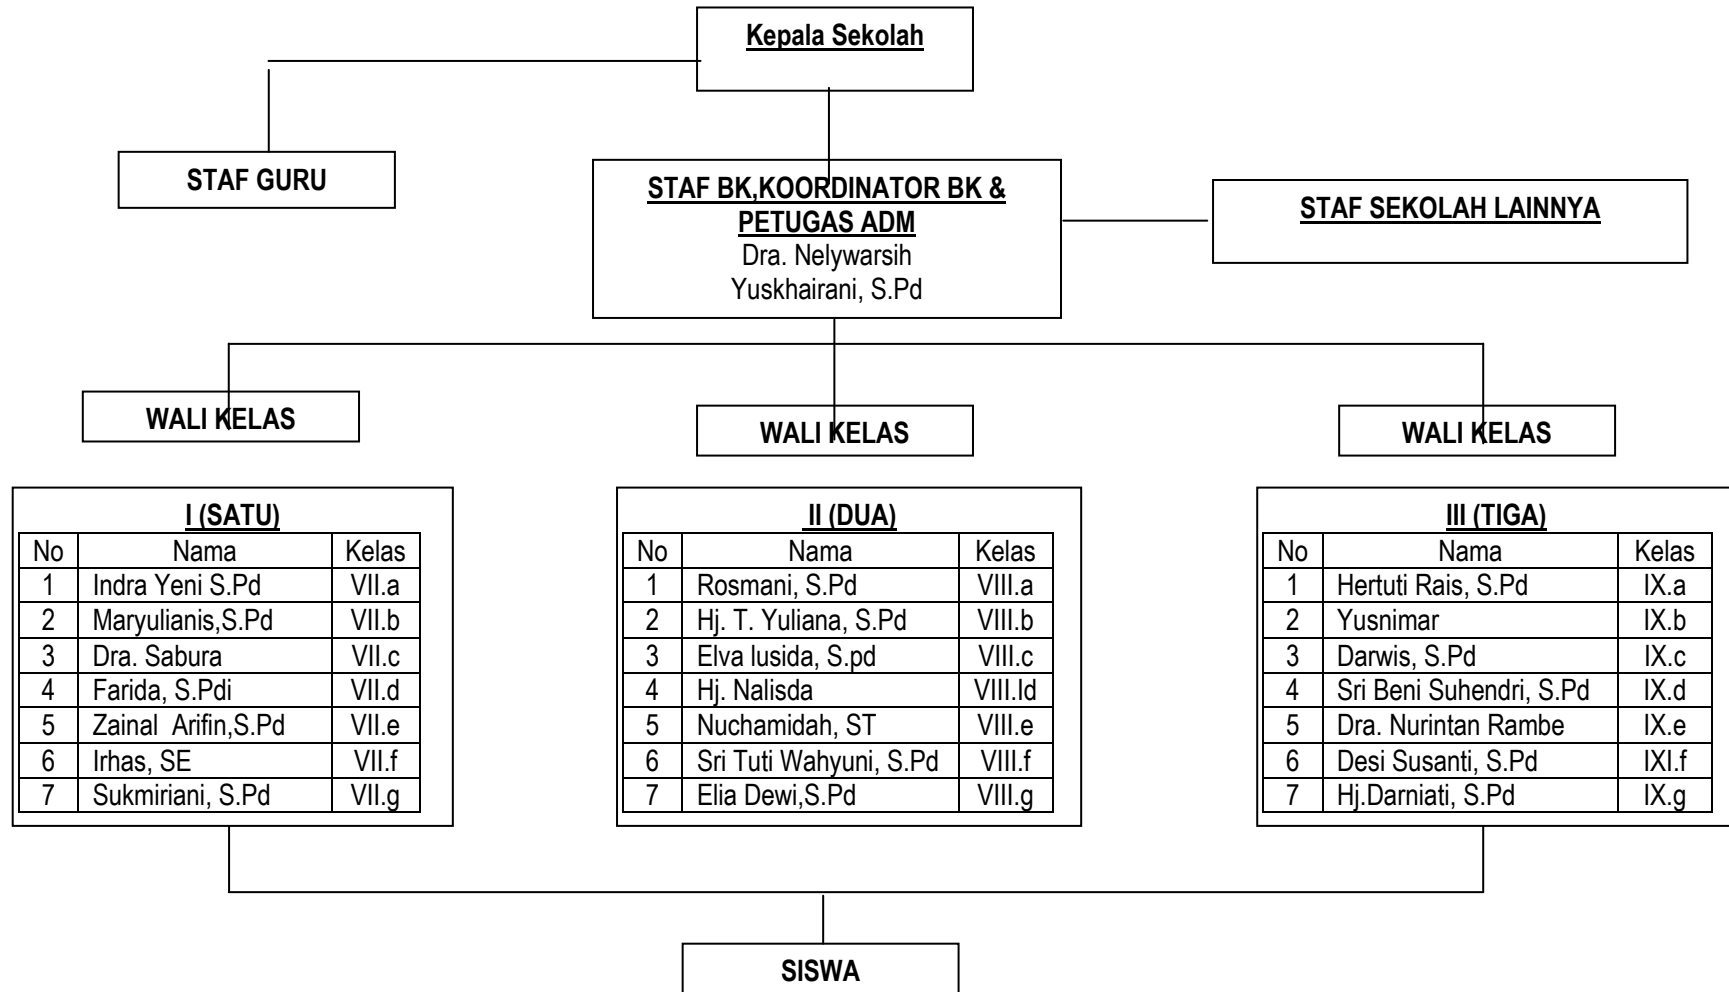 Kepala Sekolah
STAF GURU
STAF BK,KOORDINATOR BK &
PETUGAS ADM
Dra. Nelywarsih
Yuskhairani, S.Pd
STAF SEKOLAH LAINNYA
WALI KELAS
WALI KELAS
WALI KELAS
I (SATU)
No Nama Kelas
1 Indra Yeni S.Pd VII.a
2 Maryulianis,S.Pd VII.b
3 Dra. Sabura VII.c
4 Farida, S.Pdi VII.d
5 Zainal Arifin,S.Pd VII.e
6 Irhas, SE VII.f
7 Sukmiriani, S.Pd VII.g
II (DUA)
No Nama Kelas
1 Rosmani, S.Pd VIII.a
2 Hj. T. Yuliana, S.Pd VIII.b
3 Elva lusida, S.pd VIII.c
4 Hj. Nalisda VIII.Id
5 Nuchamidah, ST VIII.e
6 Sri Tuti Wahyuni, S.Pd VIII.f
7 Elia Dewi,S.Pd VIII.g
III (TIGA)
No Nama Kelas
1 Hertuti Rais, S.Pd IX.a
2 Yusnimar IX.b
3 Darwis, S.Pd IX.c
4 Sri Beni Suhendri, S.Pd IX.d
5 Dra. Nurintan Rambe IX.e
6 Desi Susanti, S.Pd IXI.f
7 Hj.Darniati, S.Pd IX.g
SISWA